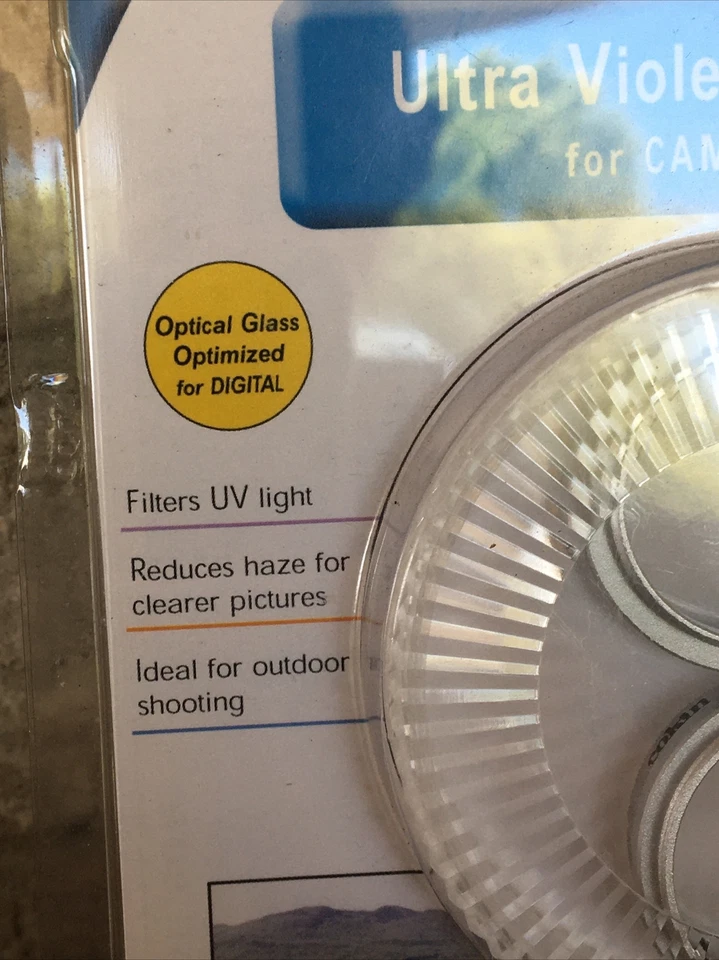 Ultra Viole
for CAM
Optical Glass
Optimized
for DIGITAL
Filters UV light
Reduces haze for
clearer pictures
Ideal for outdoor
shooting
cokin